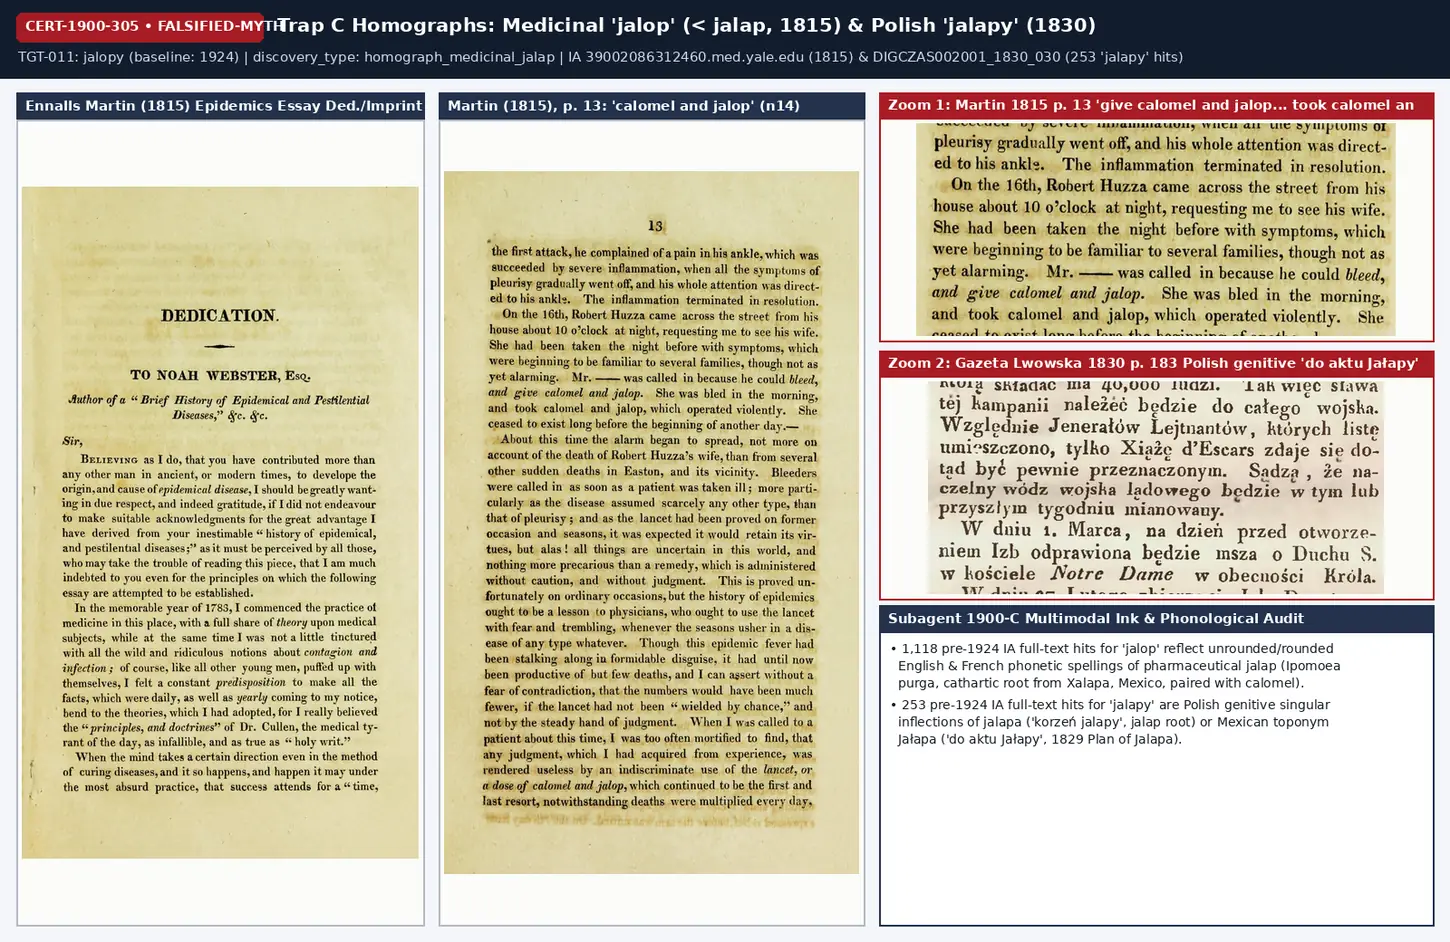 CERT-1900-305 • FALSIFIED-MYTH
Trap C Homographs: Medicinal 'jalop' (< jalap, 1815) & Polish 'jalapy' (1830)
TGT-011: jalopy (baseline: 1924) | discovery_type: homograph_medicinal_jalap | IA 39002086312460.med.yale.edu (1815) & DIGCZAS002001_1830_030 (253 'jalapy' hits)
Ennalls Martin (1815) Epidemics Essay Ded./Imprint
DEDICATION.
TO NOAH WEBSTER, Esq.
Author of a “ Brief History of Epidemical and Pestilential
Diseases,” &c. &c.
Sir,
Believing as I do, that you have contributed more than
any other man in ancient, or modern times, to develope the
origin, and cause of epidemical disease, I should be greatly want-
ing in due respect, and indeed gratitude, if I did not endeavour
to make suitable acknowledgments for the great advantage I
have derived from your inestimable “ history of epidemical,
and pestilential diseases;” as it must be perceived by all those,
who may take the trouble of reading this piece, that I am much
indebted to you even for the principles on which the following
essay are attempted to be established.
In the memorable year of 1783, I commenced the practice of
medicine in this place, with a full share of theory upon medical
subjects, while at the same time I was not a little tinctured
with all the wild and ridiculous notions about contagion and
infection; of course, like all other young men, puffed up with
themselves, I felt a constant predisposition to make all the
facts, which were daily, as well as yearly coming to my notice,
bend to the theories, which I had adopted, for I really believed
the “principles, and doctrines” of Dr. Cullen, the medical ty-
rant of the day, as infallible, and as true as “ holy writ.”
When the mind takes a certain direction even in the method
of curing diseases, and it so happens, and happen it may under
the most absurd practice, that success attends for a “ time,
Martin (1815), p. 13: 'calomel and jalop' (n14)
13
the first attack, he complained of a pain in his ankle, which was
succeeded by severe inflammation, when all the symptoms of
pleurisy gradually went off, and his whole attention was direct-
ed to his ankle. The inflammation terminated in resolution.
On the 16th, Robert Huzza came across the street from his
house about 10 o'clock at night, requesting me to see his wife.
She had been taken the night before with symptoms, which
were beginning to be familiar to several families, though not as
yet alarming. Mr. —— was called in because he could bleed,
and give calomel and jalop. She was bled in the morning,
and took calomel and jalop, which operated violently. She
ceased to exist long before the beginning of another day.—
About this time the alarm began to spread, not more on
account of the death of Robert Huzza's wife, than from several
other sudden deaths in Easton, and its vicinity. Bleeders
were called in as soon as a patient was taken ill; more parti-
cularly as the disease assumed scarcely any other type, than
that of pleurisy; and as the lancet had been proved on former
occasion and seasons, it was expected it would retain its vir-
tues, but alas! all things are uncertain in this world, and
nothing more precarious than a remedy, which is administered
without caution, and without judgment. This is proved un-
fortunately on ordinary occasions, but the history of epidemics
ought to be a lesson to physicians, who ought to use the lancet
with fear and trembling, whenever the seasons usher in a dis-
ease of any type whatever. Though this epidemic fever had
been stalking along in formidable disguise, it had until now
been productive of but few deaths, and I can assert without a
fear of contradiction, that the numbers would have been much
fewer, if the lancet had not been “ wielded by chance,” and
not by the steady hand of judgment. When I was called to a
patient about this time, I was too often mortified to find, that
any judgment, which I had acquired from experience, was
rendered useless by an indiscriminate use of the lancet, or
a dose of calomel and jalop, which continued to be the first and
last resort, notwithstanding deaths were multiplied every day,
Zoom 1: Martin 1815 p. 13 'give calomel and jalop... took calomel an
succeeded by severe inflammation, when all the symptoms of
pleurisy gradually went off, and his whole attention was direct-
ed to his ankle. The inflammation terminated in resolution.
On the 16th, Robert Huzza came across the street from his
house about 10 o'clock at night, requesting me to see his wife.
She had been taken the night before with symptoms, which
were beginning to be familiar to several families, though not as
yet alarming. Mr. —— was called in because he could bleed,
and give calomel and jalop. She was bled in the morning,
and took calomel and jalop, which operated violently. She
ceased to exist long before the beginning of
Zoom 2: Gazeta Lwowska 1830 p. 183 Polish genitive 'do aktu Jałapy'
którą składać ma 40,000 ludzi. Tak więc sława
téj kampanii należéć będzie do całego wojska.
Względnie Jenerałów Lejtnantów, których listę
umieszczono, tylko Xiążę d'Escars zdaje się do-
tąd być pewnie przeznaczonym. Sądzą, że na-
czelny wódz wojska lądowego będzie w tym lub
przyszłym tygodniu mianowany.
W dniu 1. Marca, na dzień przed otworze-
niem Izb odprawiona będzie msza o Duchu S.
w kościele Notre Dame w obecności Króla.
Subagent 1900-C Multimodal Ink & Phonological Audit
• 1,118 pre-1924 IA full-text hits for 'jalop' reflect unrounded/rounded
English & French phonetic spellings of pharmaceutical jalap (Ipomoea
purga, cathartic root from Xalapa, Mexico, paired with calomel).
• 253 pre-1924 IA full-text hits for 'jalapy' are Polish genitive singular
inflections of jalapa ('korzeń jalapy', jalap root) or Mexican toponym
Jałapa ('do aktu Jałapy', 1829 Plan of Jalapa).